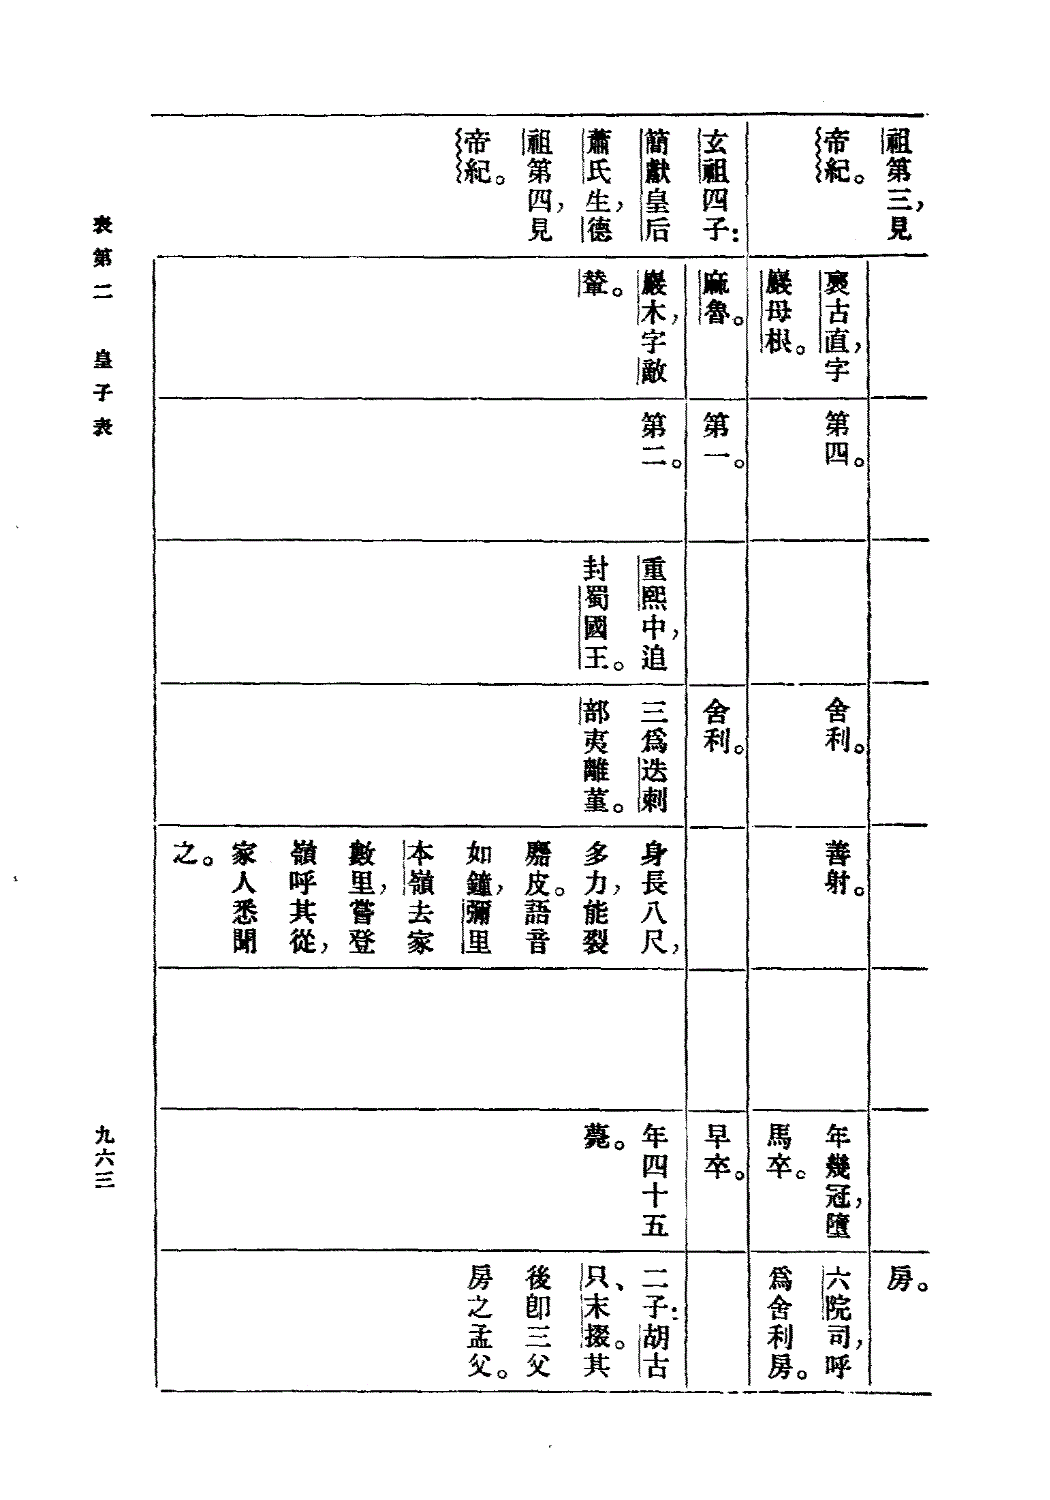 祖第三，見
帝紀。
房。
褭古直，字
巖母根。
第四。
舍利。
善射。
年幾冠，墮
馬卒。
六院司，呼
爲舍利房。
玄祖四子：
簡獻皇后
蕭氏生，德
祖第四，見
帝紀。
麻魯。
第一。
舍利。
早卒。
巖木，字敵
輦。
第二。
重熙中，追
封蜀國王。
三爲迭剌
部夷離菫。
身長八尺，
多力，能裂
麚皮。語音
如鐘，彌里
本嶺去家
數里，嘗登
嶺呼其從，
家人悉聞
之。
年四十五
薨。
二子：胡古
只、末掇。其
後卽三父
房之孟父。
表第二　皇子表
九六三